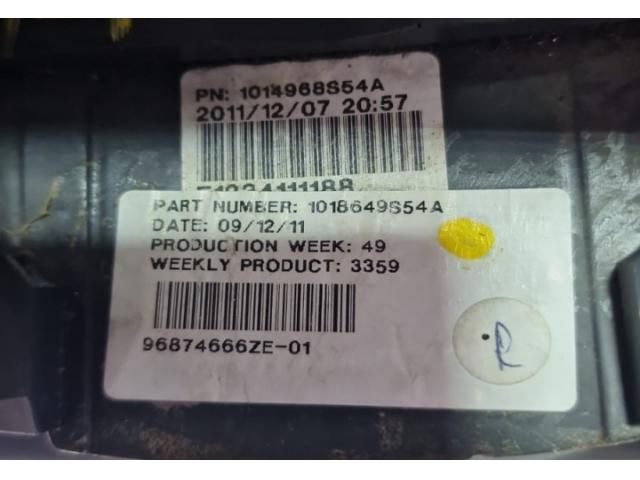 PN: 1014968S54A
2011/12/07 20:57
PART NUMBER: 1018649S54A
DATE: 09/12/11
PRODUCTION WEEK: 49
WEEKLY PRODUCT: 3359
96874666ZE-01